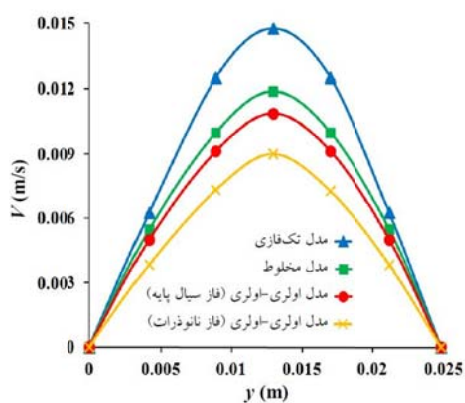 0.015
0.012
0.009
0.006
0.003
0
V (m/s)
مدل تک‌فازی
مدل مخلوط
مدل اولری-اولری (فاز سیال پایه)
مدل اولری-اولری (فاز نانوذرات)
0 0.005 0.01 0.015 0.02 0.025
y (m)